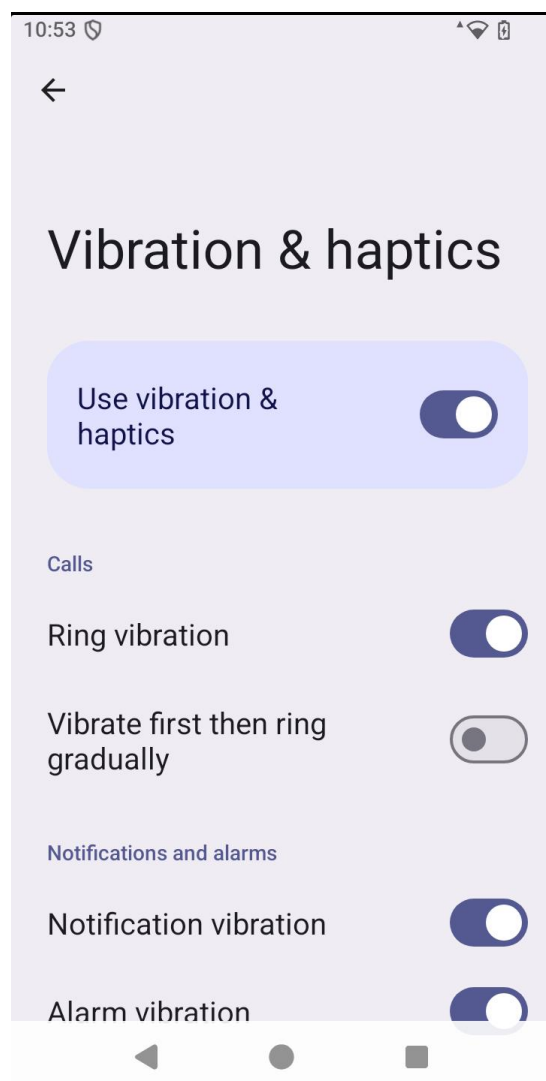 10:53
Vibration & haptics
Use vibration &
haptics
Calls
Ring vibration
Vibrate first then ring
gradually
Notifications and alarms
Notification vibration
Alarm vibration